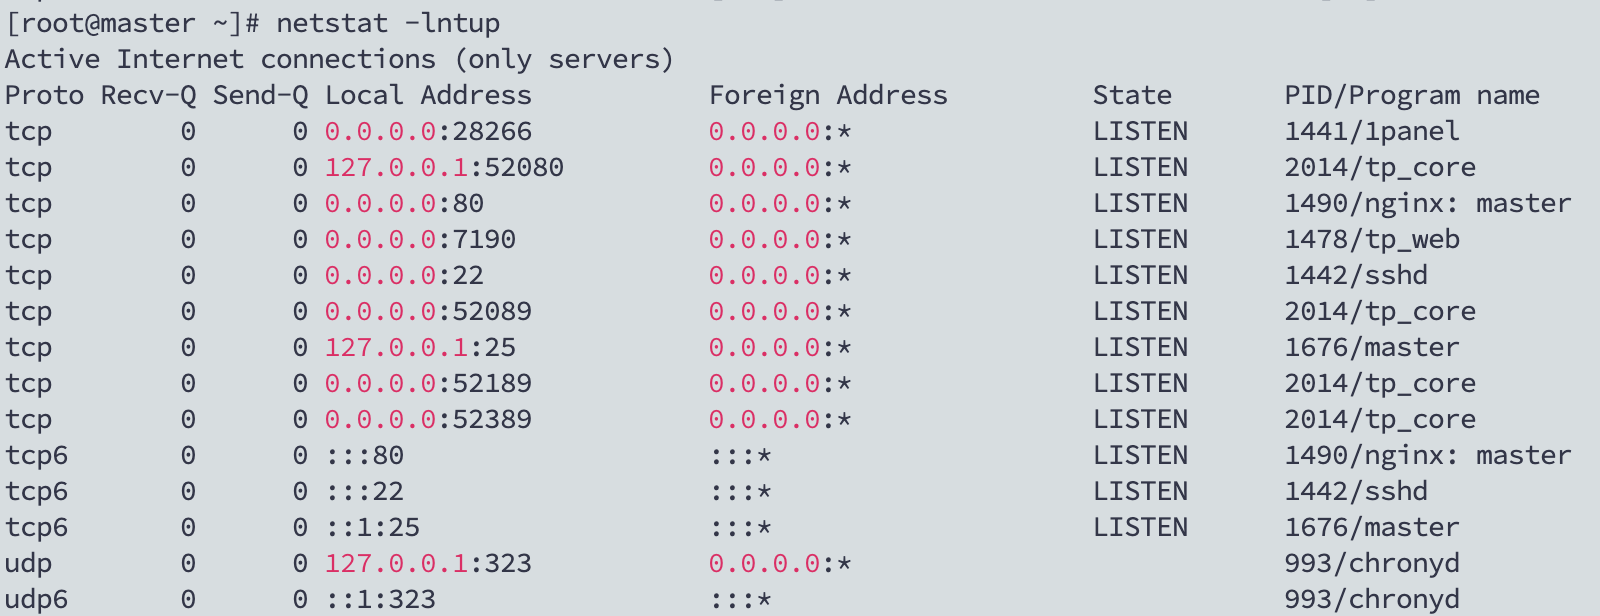 [root@master ~]# netstat -lntup
Active Internet connections (only servers)
Proto Recv-Q Send-Q Local Address           Foreign Address         State       PID/Program name
tcp        0      0 0.0.0.0:28266           0.0.0.0:*               LISTEN      1441/1panel
tcp        0      0 127.0.0.1:52080         0.0.0.0:*               LISTEN      2014/tp_core
tcp        0      0 0.0.0.0:80              0.0.0.0:*               LISTEN      1490/nginx: master
tcp        0      0 0.0.0.0:7190            0.0.0.0:*               LISTEN      1478/tp_web
tcp        0      0 0.0.0.0:22              0.0.0.0:*               LISTEN      1442/sshd
tcp        0      0 0.0.0.0:52089           0.0.0.0:*               LISTEN      2014/tp_core
tcp        0      0 127.0.0.1:25            0.0.0.0:*               LISTEN      1676/master
tcp        0      0 0.0.0.0:52189           0.0.0.0:*               LISTEN      2014/tp_core
tcp        0      0 0.0.0.0:52389           0.0.0.0:*               LISTEN      2014/tp_core
tcp6       0      0 :::80                   :::*                    LISTEN      1490/nginx: master
tcp6       0      0 :::22                   :::*                    LISTEN      1442/sshd
tcp6       0      0 ::1:25                  :::*                    LISTEN      1676/master
udp        0      0 127.0.0.1:323           0.0.0.0:*                           993/chronyd
udp6       0      0 ::1:323                 :::*                                993/chronyd